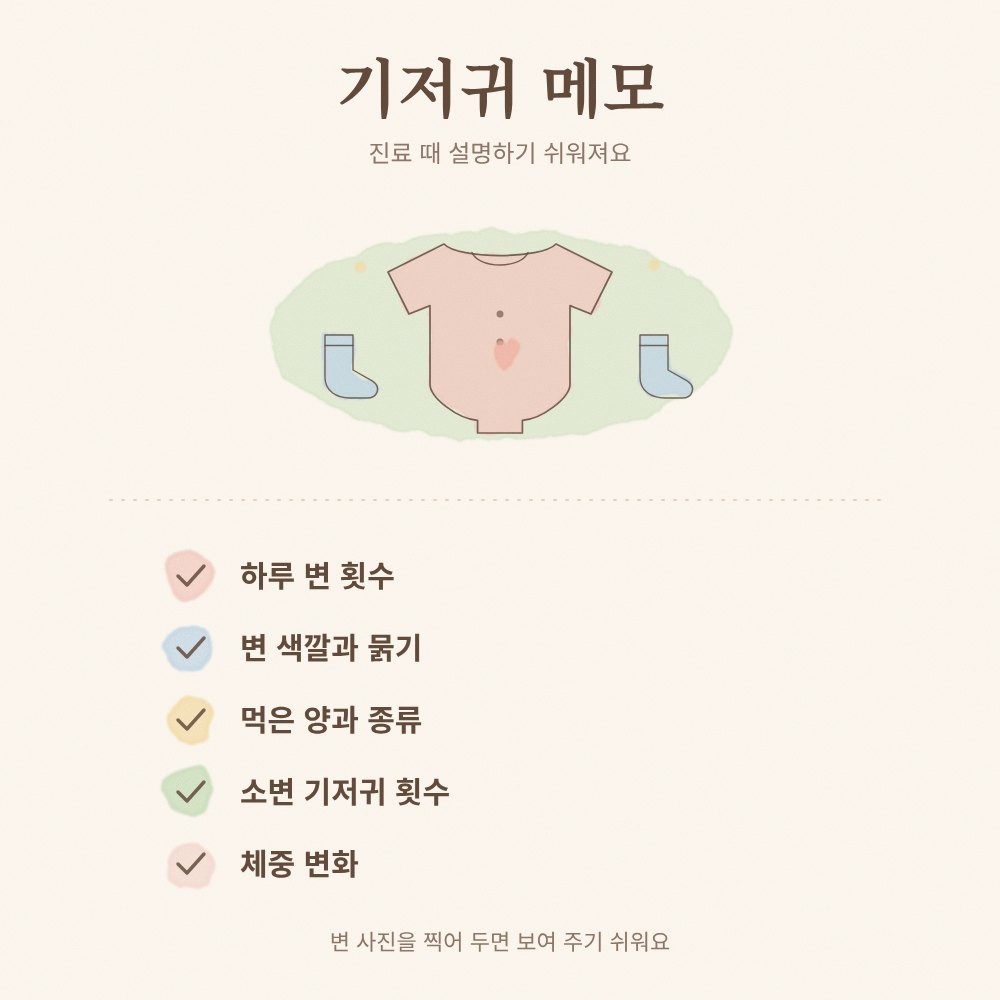 기저귀 메모
진료 때 설명하기 쉬워져요
하루 변 횟수
변 색깔과 묽기
먹은 양과 종류
소변 기저귀 횟수
체중 변화
변 사진을 찍어 두면 보여 주기 쉬워요